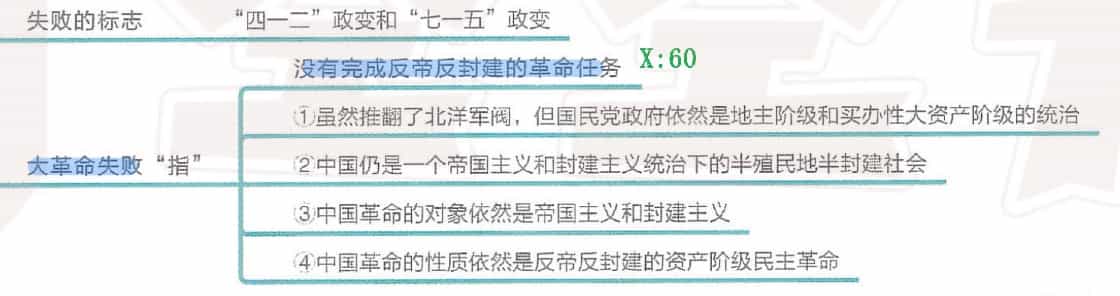 失败的标志 “四一二”政变和“七一五”政变
没有完成反帝反封建的革命任务 X:60
①虽然推翻了北洋军阀，但国民党政府依然是地主阶级和买办性大资产阶级的统治
大革命失败“指” ②中国仍是一个帝国主义和封建主义统治下的半殖民地半封建社会
③中国革命的对象依然是帝国主义和封建主义
④中国革命的性质依然是反帝反封建的资产阶级民主革命